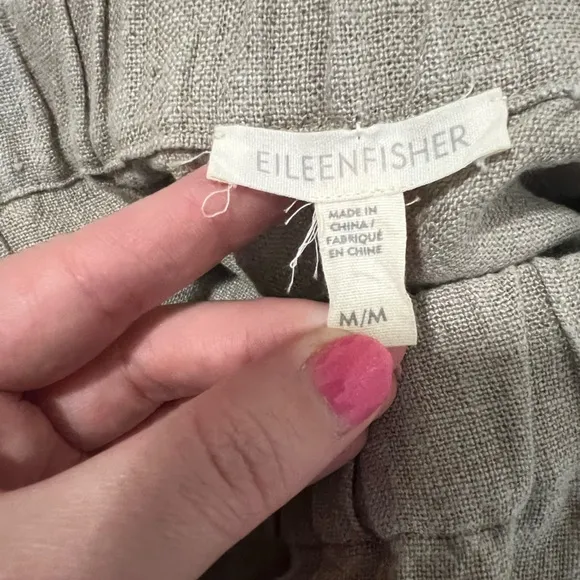 EILEENFISHER
MADE IN
CHINA/
FABRIQUÉ
EN CHINE
M/M